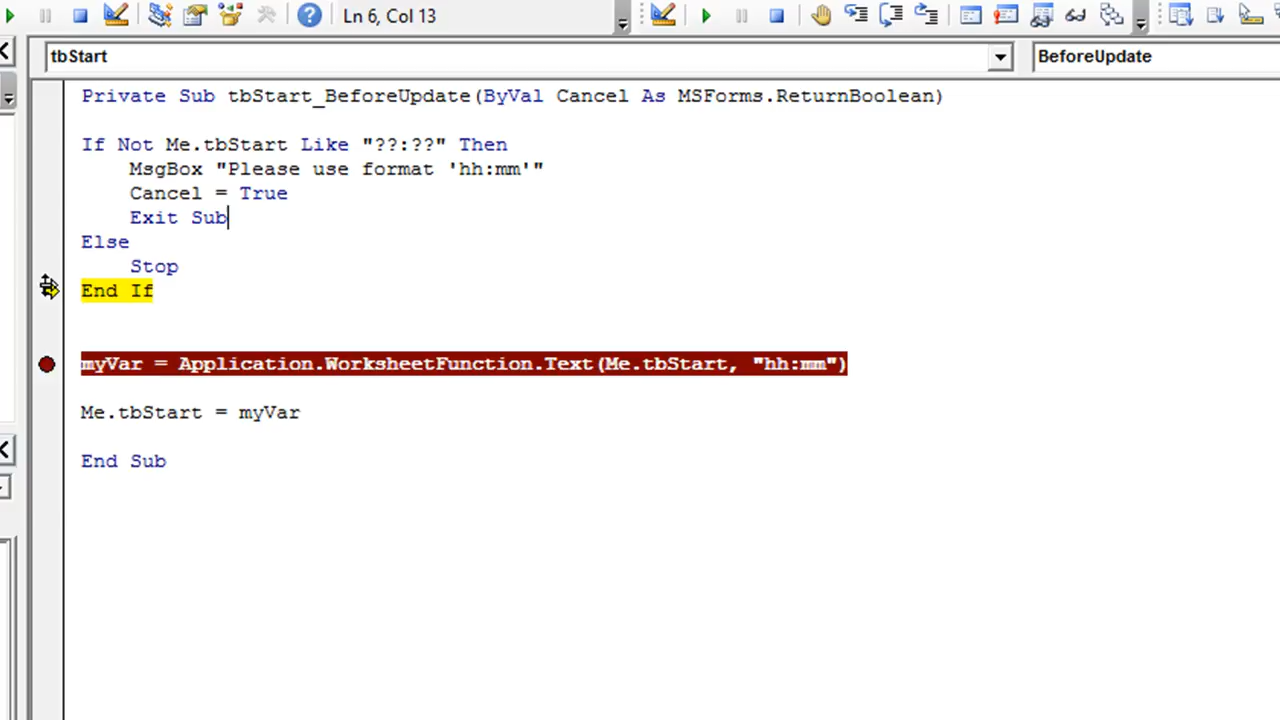 Ln 6, Col 13
tbStart
BeforeUpdate
Private Sub tbStart_BeforeUpdate(ByVal Cancel As MSForms.ReturnBoolean)
If Not Me.tbStart Like "??:??" Then
MsgBox "Please use format 'hh:mm'"
Cancel = True
Exit Sub
Else
Stop
End If
myVar = Application.WorksheetFunction.Text(Me.tbStart, "hh:mm")
Me.tbStart = myVar
End Sub